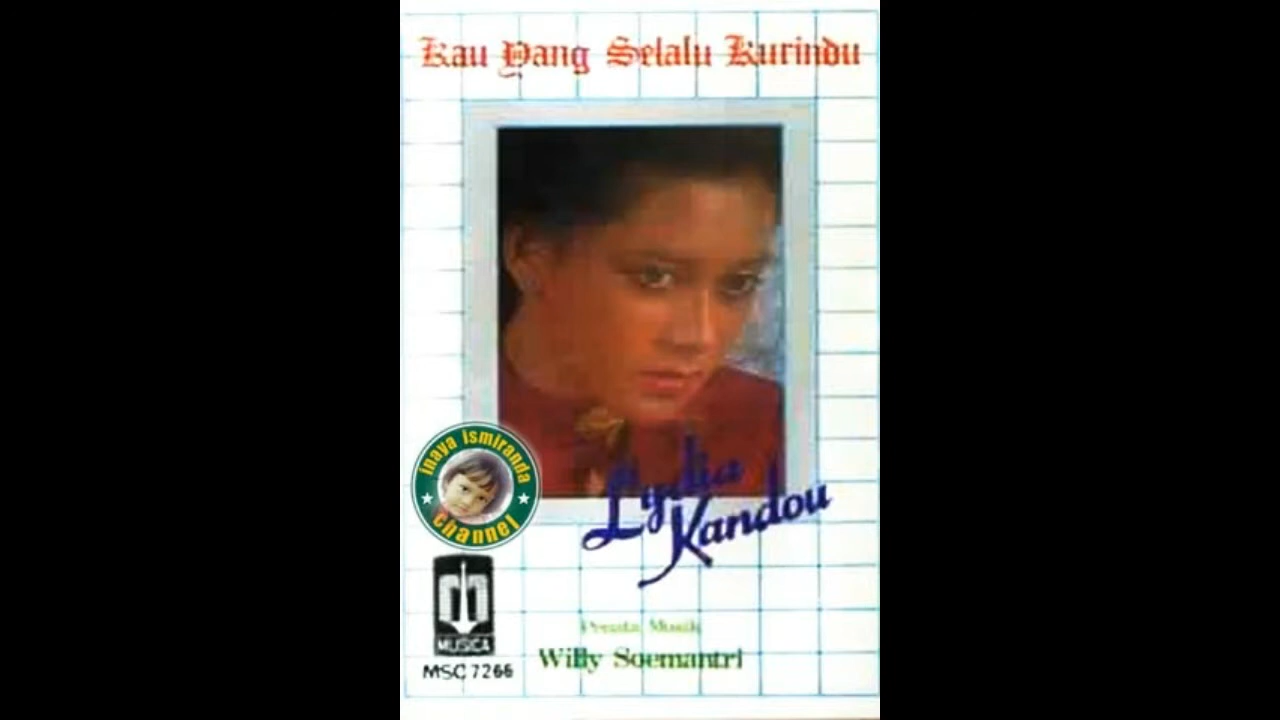 Kau Yang Selalu Kurindu
inaya ismiranda
channel
Lydia
Kandou
MUSICA
MSC 7266
Penata Musik
Willy Soemantri